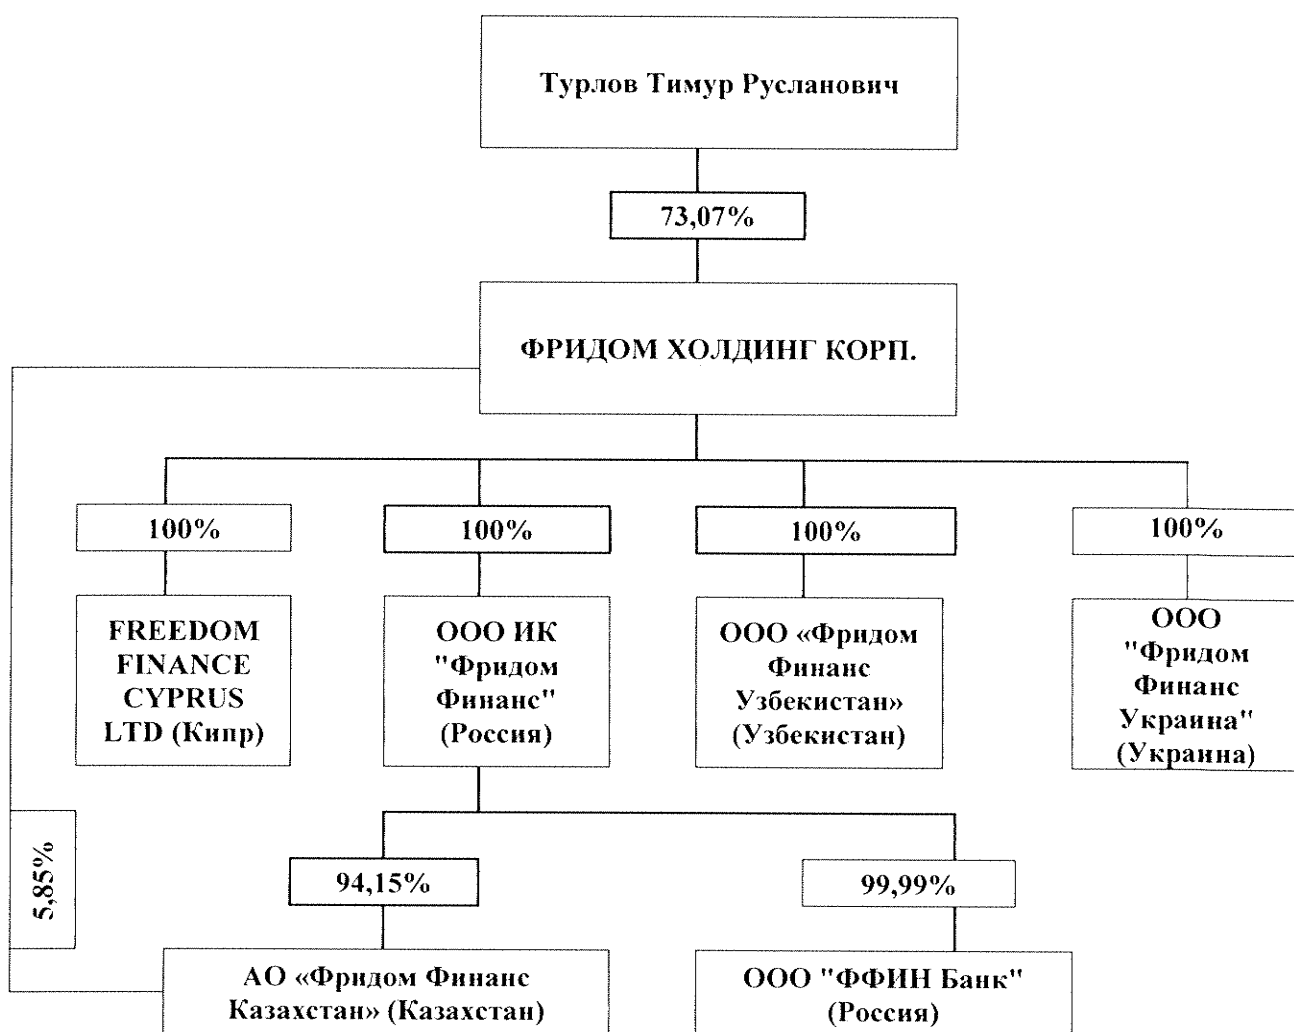 Турлов Тимур Русланович
73,07%
ФРИДОМ ХОЛДИНГ КОРП.
100%
100%
100%
100%
FREEDOM
FINANCE
CYPRUS
LTD (Кипр)
ООО ИК
"Фридом
Финанс"
(Россия)
ООО «Фридом
Финанс
Узбекистан»
(Узбекистан)
ООО
"Фридом
Финанс
Украина"
(Украина)
5,85%
94,15%
99,99%
АО «Фридом Финанс
Казахстан» (Казахстан)
ООО "ФФИН Банк"
(Россия)